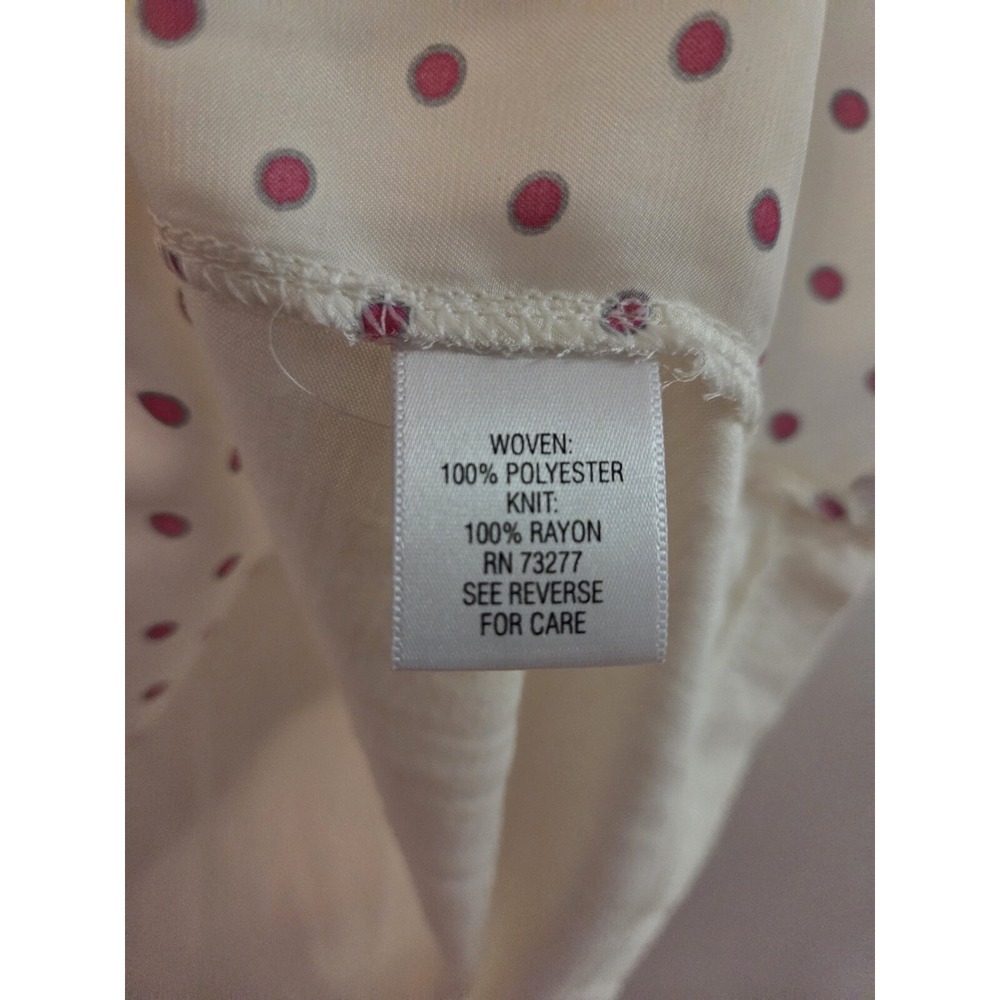 WOVEN:
100% POLYESTER
KNIT:
100% RAYON
RN 73277
SEE REVERSE
FOR CARE